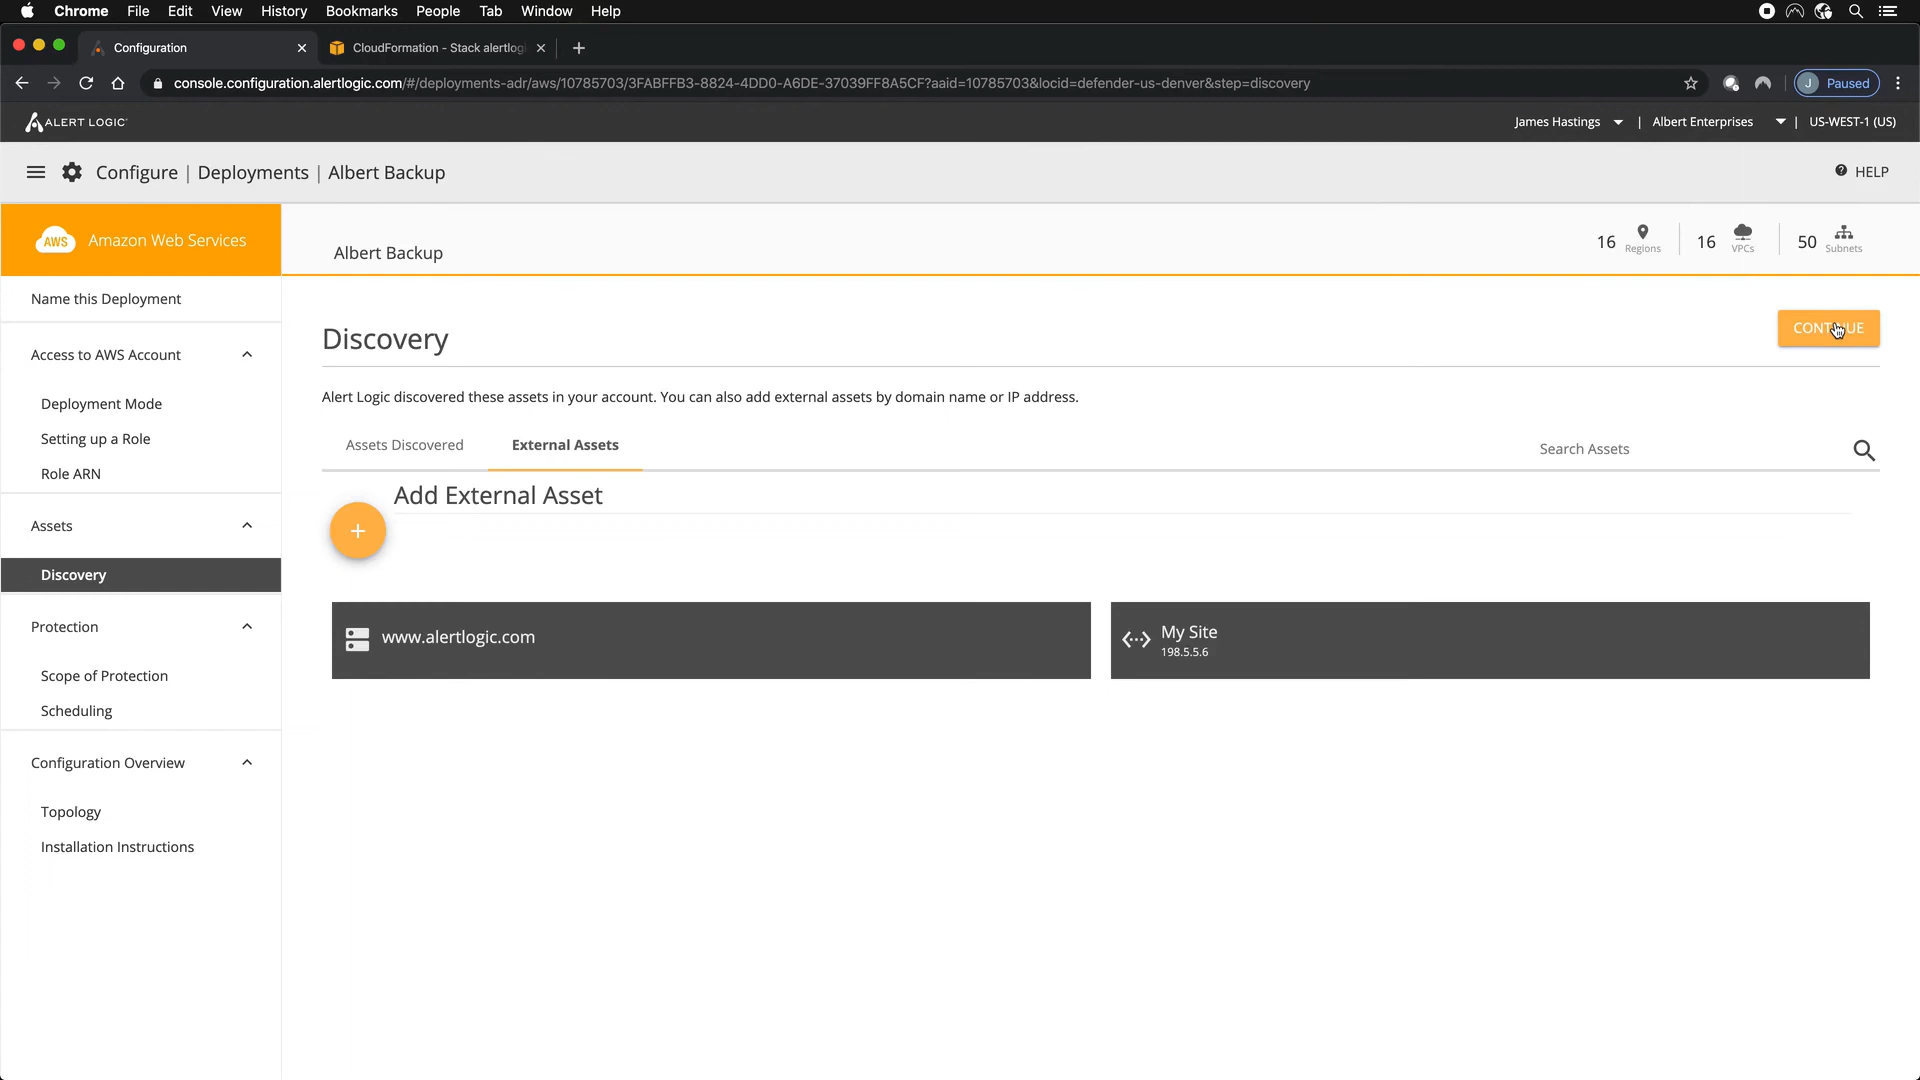 Chrome File Edit View History Bookmarks People Tab Window Help
Configuration
CloudFormation - Stack alertlog
console.configuration.alertlogic.com/#/deployments-adr/aws/10785703/3FABFFB3-8824-4DD0-A6DE-37039FF8A5CF?aaid=10785703&locid=defender-us-denver&step=discovery
J Paused
ALERT LOGIC
James Hastings | Albert Enterprises | US-WEST-1 (US)
Configure | Deployments | Albert Backup
HELP
AWS Amazon Web Services
Albert Backup
16 Regions
16 VPCs
50 Subnets
Name this Deployment
Access to AWS Account
Deployment Mode
Setting up a Role
Role ARN
Assets
Discovery
Protection
Scope of Protection
Scheduling
Configuration Overview
Topology
Installation Instructions
Discovery
CONTINUE
Alert Logic discovered these assets in your account. You can also add external assets by domain name or IP address.
Assets Discovered
External Assets
Search Assets
Add External Asset
+
www.alertlogic.com
My Site
198.5.5.6